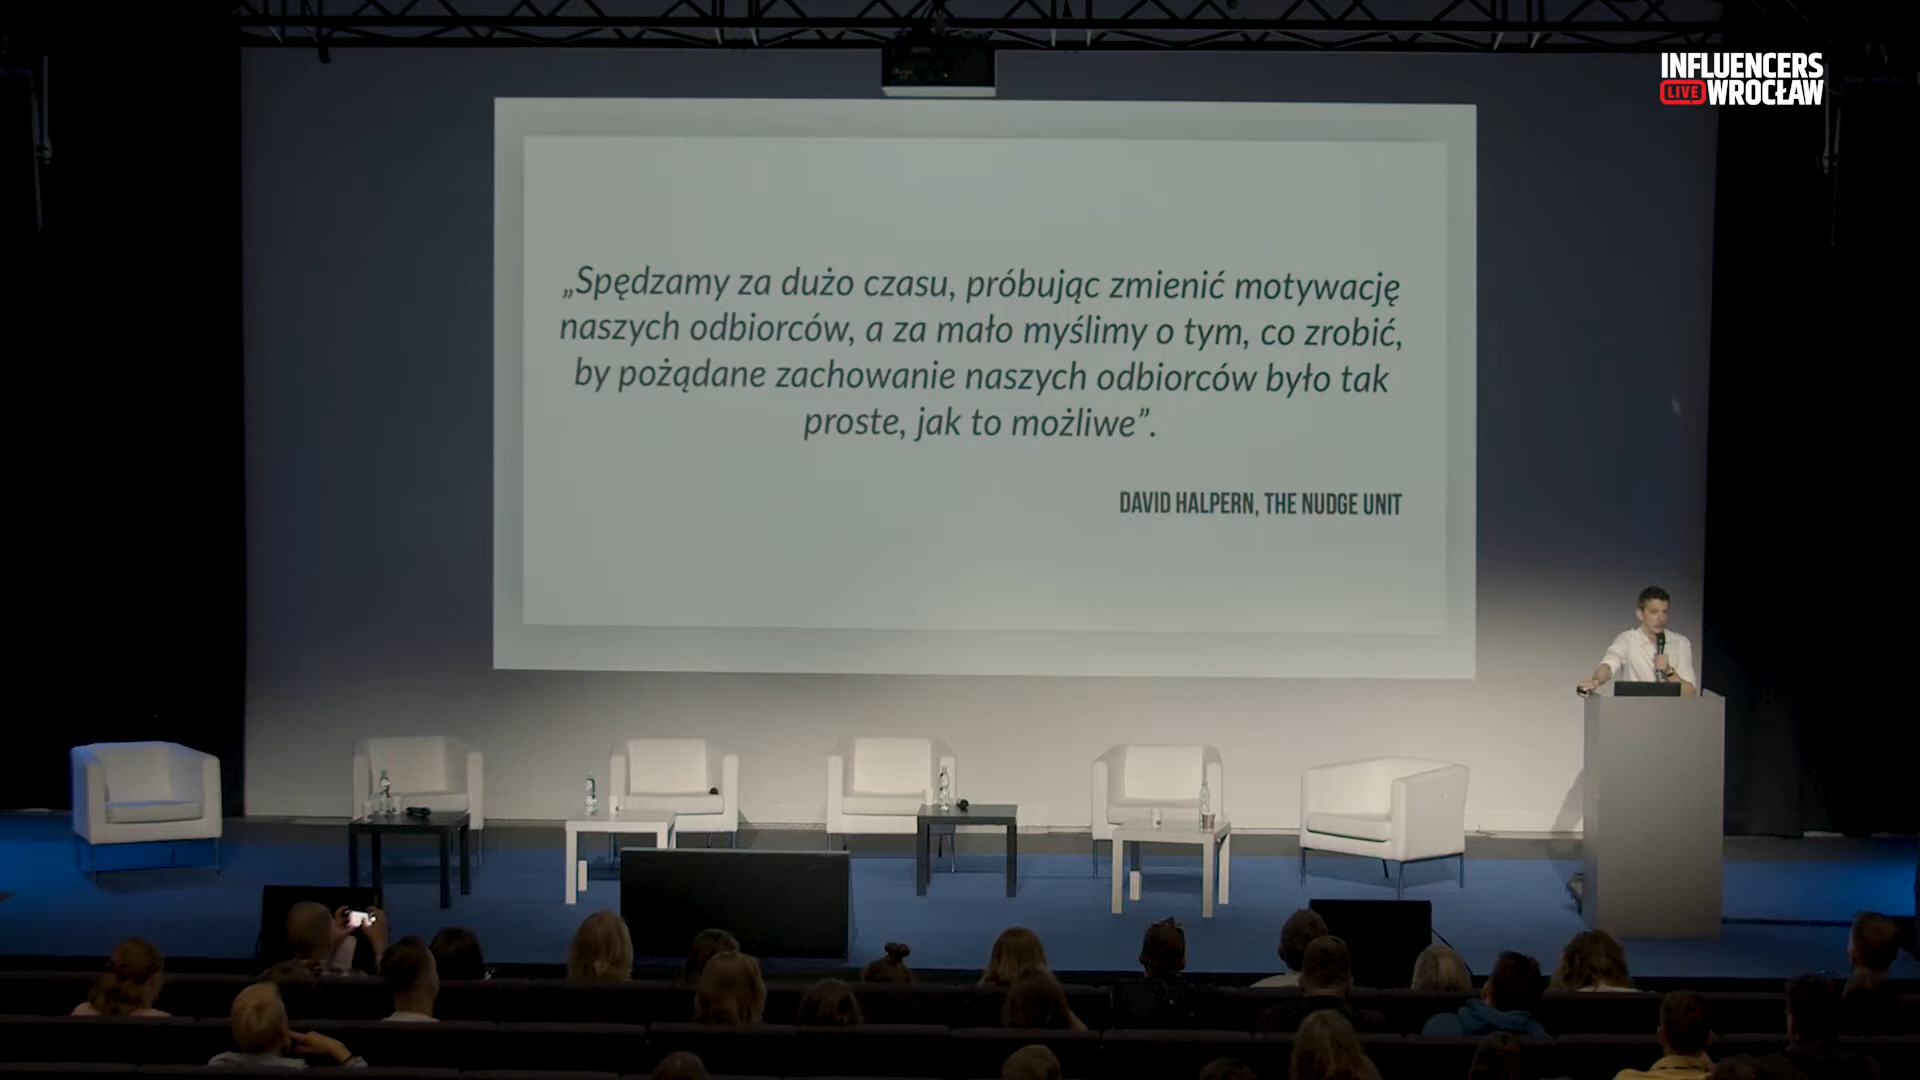 INFLUENCERS
LIVE WROCŁAW
„Spędzamy za dużo czasu, próbując zmienić motywację
naszych odbiorców, a za mało myślimy o tym, co zrobić,
by pożądane zachowanie naszych odbiorców było tak
proste, jak to możliwe”.
DAVID HALPERN, THE NUDGE UNIT